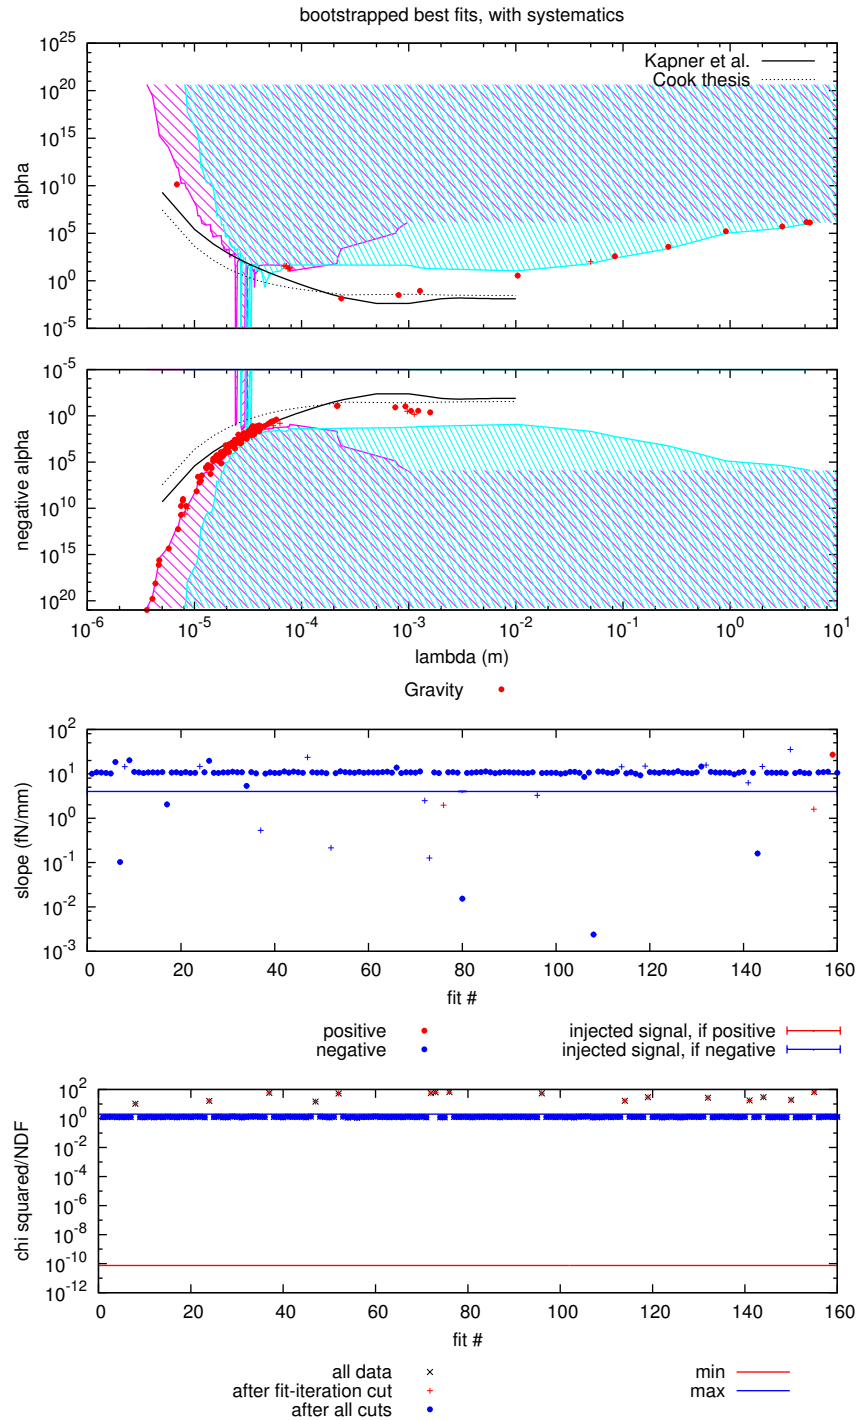 bootstrapped best fits, with systematics
10^25
10^20
10^15
10^10
10^5
10^0
10^-5
alpha
Kapner et al.
Cook thesis
10^-5
10^0
10^5
10^10
10^15
10^20
negative alpha
10^-6 10^-5 10^-4 10^-3 10^-2 10^-1 10^0 10^1
lambda (m)
Gravity
10^2
10^1
10^0
10^-1
10^-2
10^-3
slope (fN/mm)
0 20 40 60 80 100 120 140 160
fit #
positive injected signal, if positive
negative injected signal, if negative
10^2
10^0
10^-2
10^-4
10^-6
10^-8
10^-10
10^-12
chi squared/NDF
0 20 40 60 80 100 120 140 160
fit #
all data min
after fit-iteration cut max
after all cuts